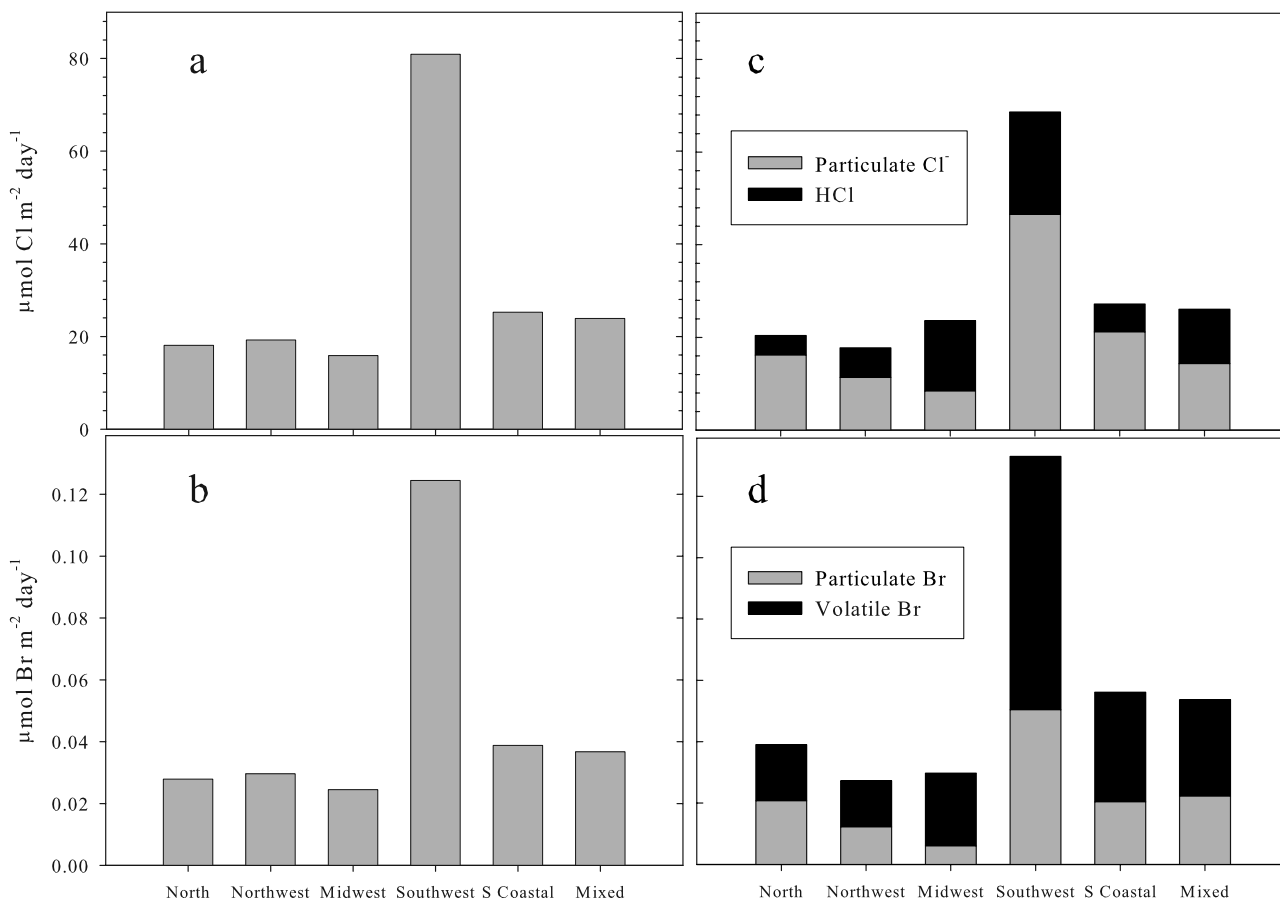 a
80
60
40
20
0
µmol Cl m⁻² day⁻¹
c
Particulate Cl⁻
HCl
b
0.12
0.10
0.08
0.06
0.04
0.02
0.00
µmol Br m⁻² day⁻¹
North Northwest Midwest Southwest S Coastal Mixed
d
Particulate Br
Volatile Br
North Northwest Midwest Southwest S Coastal Mixed